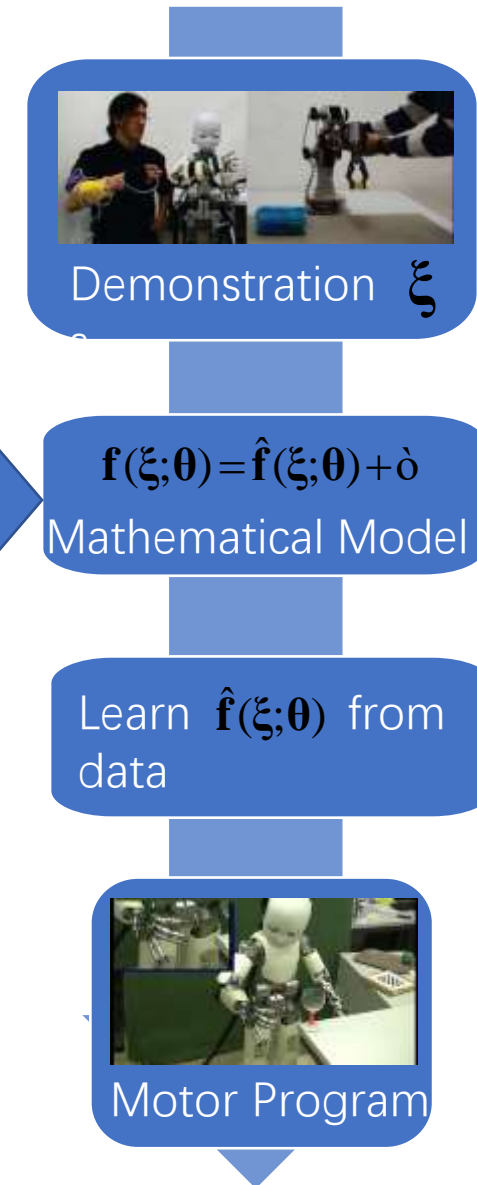 Demonstration ξ
f(ξ;θ)=f̂(ξ;θ)+ò
Mathematical Model
Learn f̂(ξ;θ) from
data
Motor Program